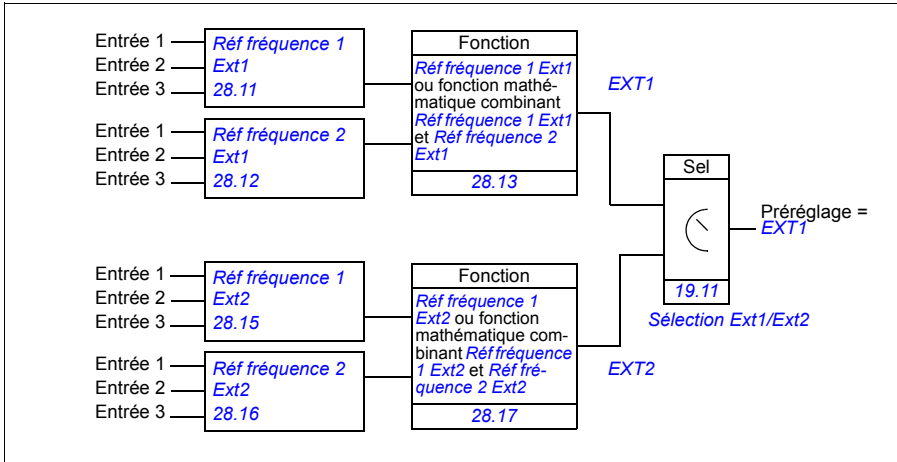 Entrée 1
Entrée 2
Entrée 3
Réf fréquence 1
Ext1
28.11
Entrée 1
Entrée 2
Entrée 3
Réf fréquence 2
Ext1
28.12
Fonction
Réf fréquence 1 Ext1
ou fonction mathé-
matique combinant
Réf fréquence 1 Ext1
et Réf fréquence 2
Ext1
28.13
EXT1
Sel
19.11
Sélection Ext1/Ext2
Préréglage =
EXT1
Entrée 1
Entrée 2
Entrée 3
Réf fréquence 1
Ext2
28.15
Entrée 1
Entrée 2
Entrée 3
Réf fréquence 2
Ext2
28.16
Fonction
Réf fréquence 1
Ext2 ou fonction
mathématique com-
binant Réf fréquence
1 Ext2 et Réf fré-
quence 2 Ext2
28.17
EXT2